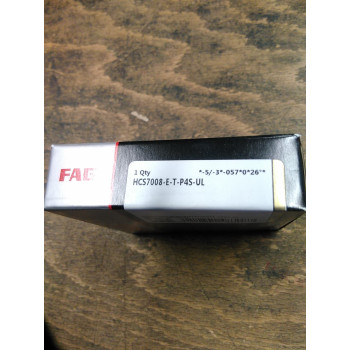 FAG
1 Qty
*-5/-3*-057*0*26'*
HCS7008-E-T-P4S-UL